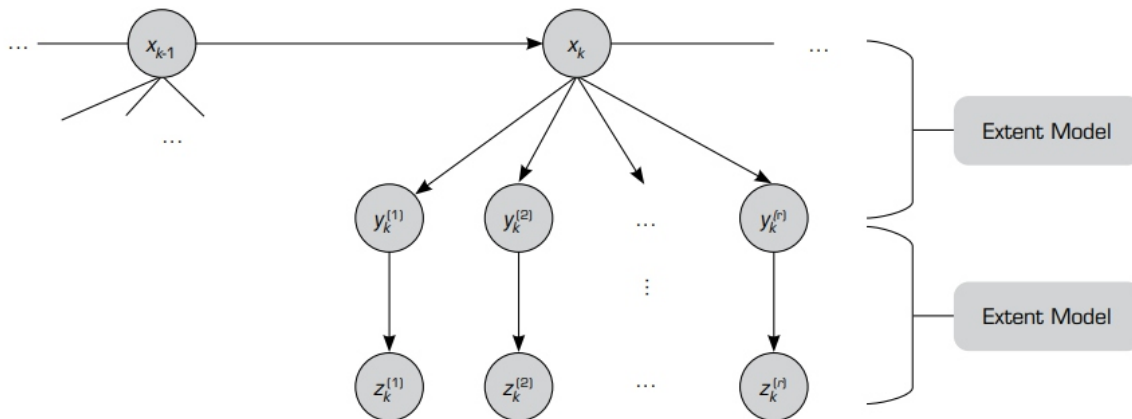 ... x_{k-1} x_k ...
...
Extent Model
y_k^{(1)} y_k^{(2)} ... y_k^{(r)}
⋮
Extent Model
z_k^{(1)} z_k^{(2)} ... z_k^{(r)}